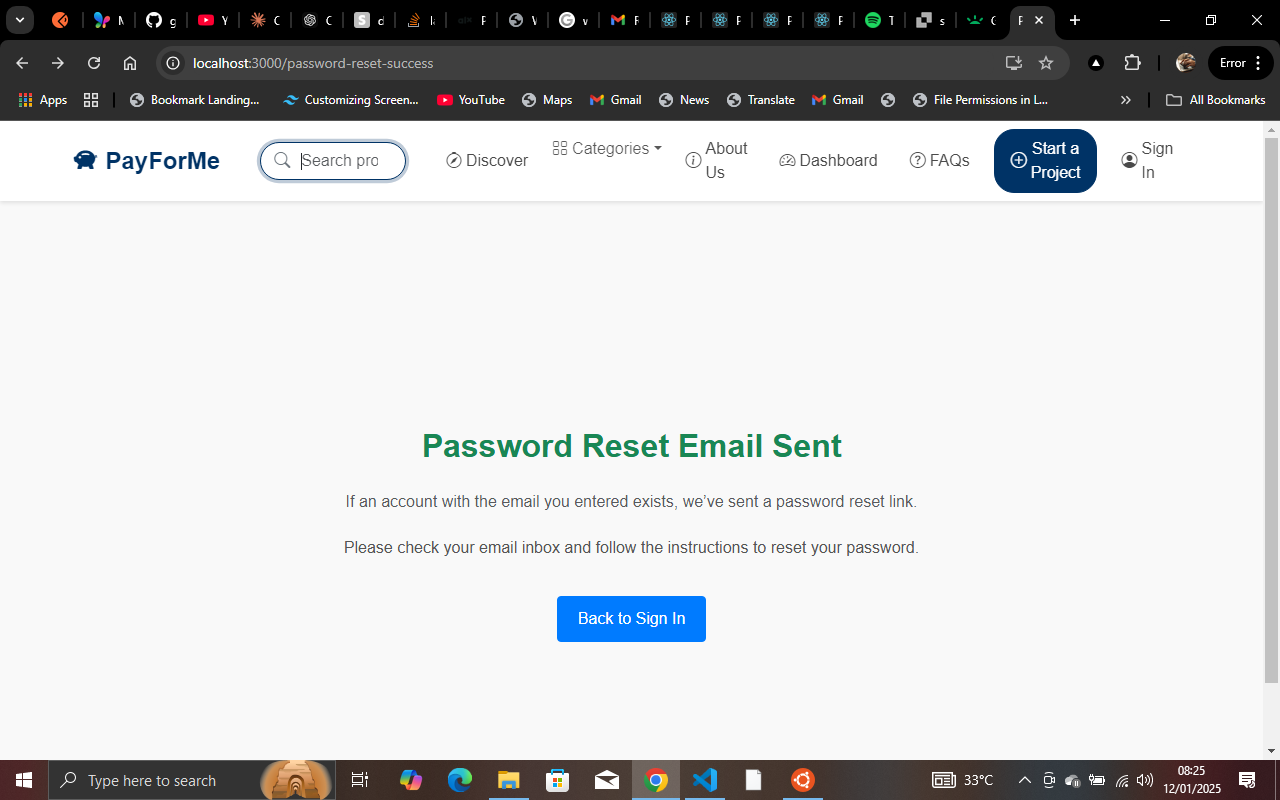 Error
localhost:3000/password-reset-success
Apps
Bookmark Landing...
Customizing Screen...
YouTube
Maps
Gmail
News
Translate
Gmail
File Permissions in L...
»
All Bookmarks
PayForMe
Search pro
Discover
Categories
About
Us
Dashboard
FAQs
Start a
Project
Sign
In
Password Reset Email Sent
If an account with the email you entered exists, we’ve sent a password reset link.
Please check your email inbox and follow the instructions to reset your password.
Back to Sign In
Type here to search
33°C
08:25
12/01/2025